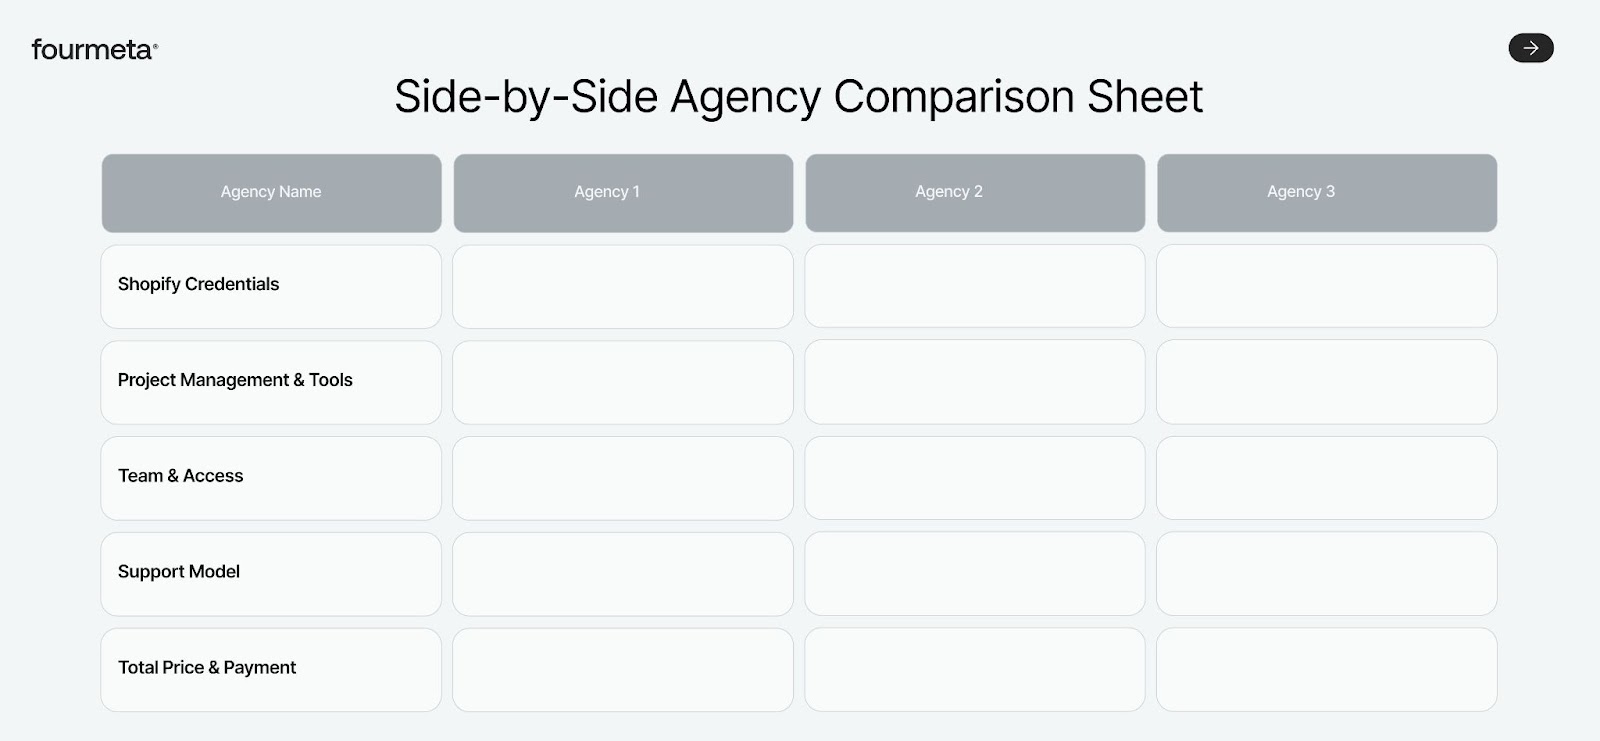 fourmeta®
Side-by-Side Agency Comparison Sheet
Agency Name
Agency 1
Agency 2
Agency 3
Shopify Credentials
Project Management & Tools
Team & Access
Support Model
Total Price & Payment